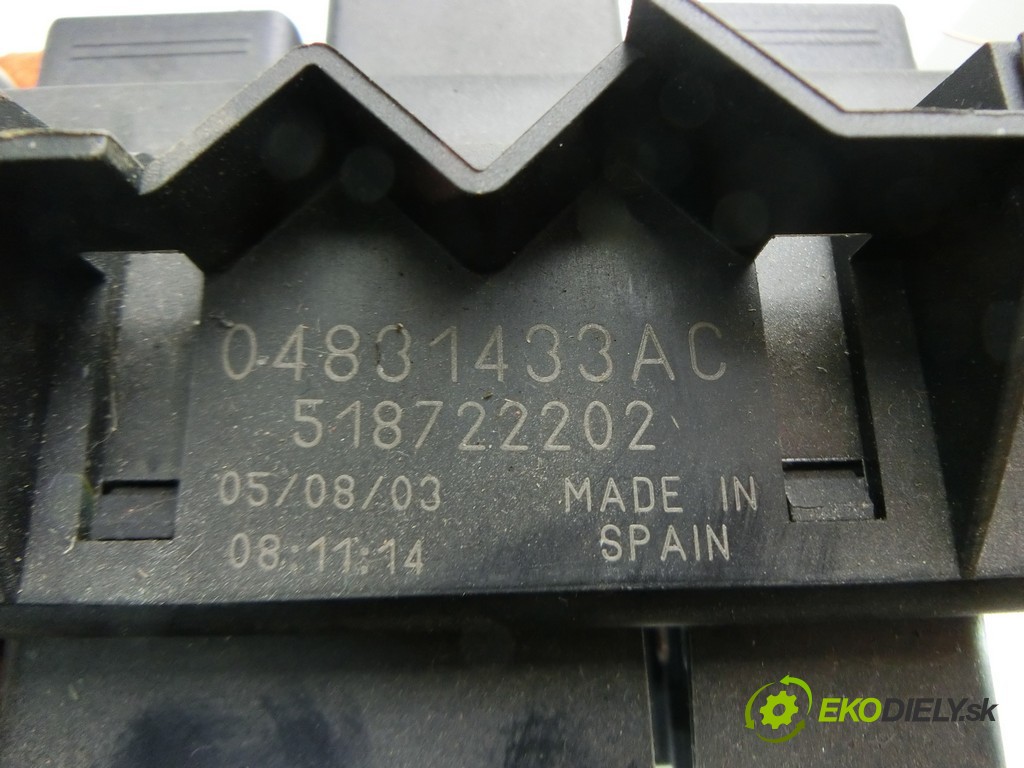 04831433AC
518722202
05/08/03 MADE IN
08:11:14 SPAIN
EKODIELY.sk